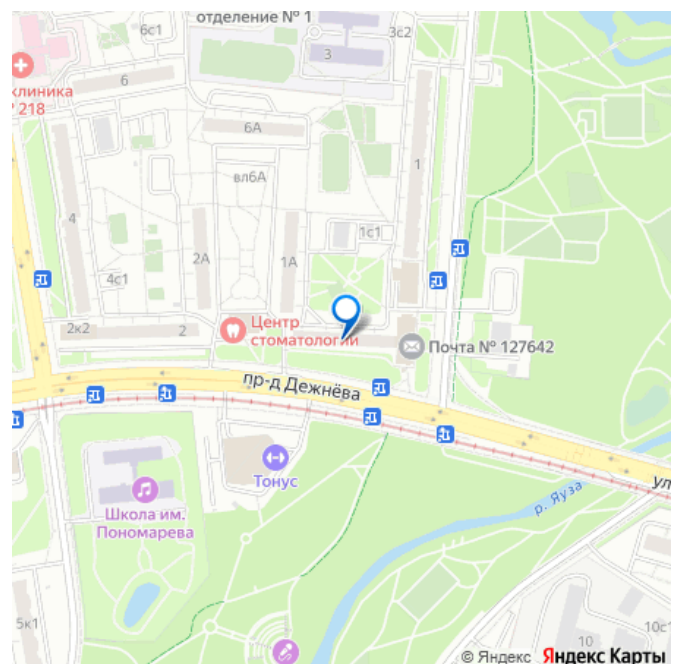 отделение № 1
6с1
3с2
3
клиника
218
6
6А
1
вл6А
4
1с1
2А
1А
4с1
2к2
2
Центр
стоматологии
Почта № 127642
пр-д Дежнёва
Тонус
Ул
р. Яуза
Школа им.
Пономарева
5к1
10с1
10
© Яндекс Яндекс Карты